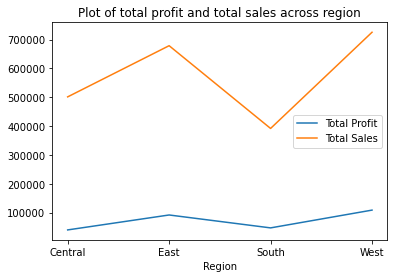 Plot of total profit and total sales across region
700000
600000
500000
400000
300000
200000
100000
Total Profit
Total Sales
Central East South West
Region